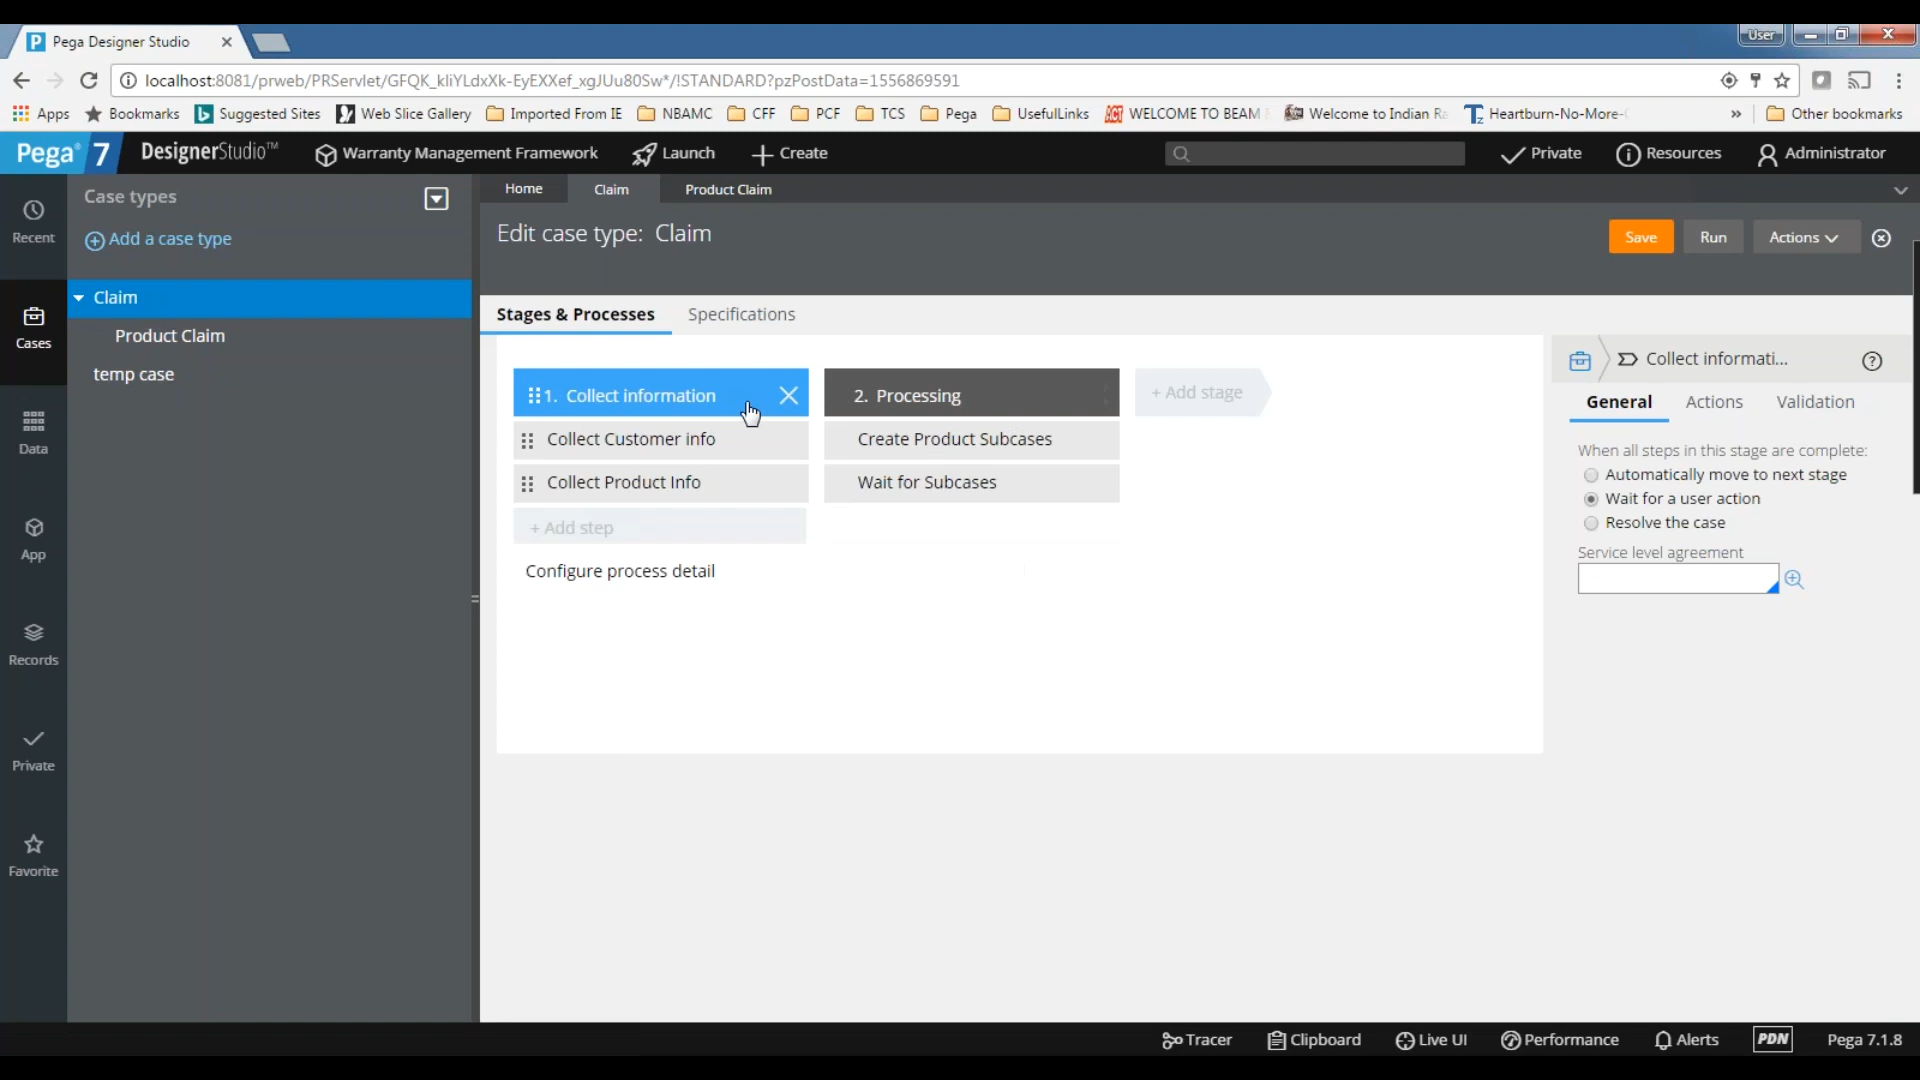 Pega Designer Studio
User
localhost:8081/prweb/PRServlet/GFQK_kliYLdxXk-EyEXXef_xgJUu80Sw*/!STANDARD?pzPostData=1556869591
Apps Bookmarks Suggested Sites Web Slice Gallery Imported From IE NBAMC CFF PCF TCS Pega UsefulLinks WELCOME TO BEAM Welcome to Indian Ra Heartburn-No-More- » Other bookmarks
Pega 7 DesignerStudio™ Warranty Management Framework Launch Create Private Resources Administrator
Case types
Add a case type
Claim
Product Claim
temp case
Recent
Cases
Data
App
Records
Private
Favorite
Home Claim Product Claim
Edit case type: Claim
Save Run Actions
Stages & Processes Specifications
1. Collect information
Collect Customer info
Collect Product Info
+ Add step
Configure process detail
2. Processing
Create Product Subcases
Wait for Subcases
+ Add stage
Collect informati...
General Actions Validation
When all steps in this stage are complete:
Automatically move to next stage
Wait for a user action
Resolve the case
Service level agreement
Tracer Clipboard Live UI Performance Alerts PDN Pega 7.1.8